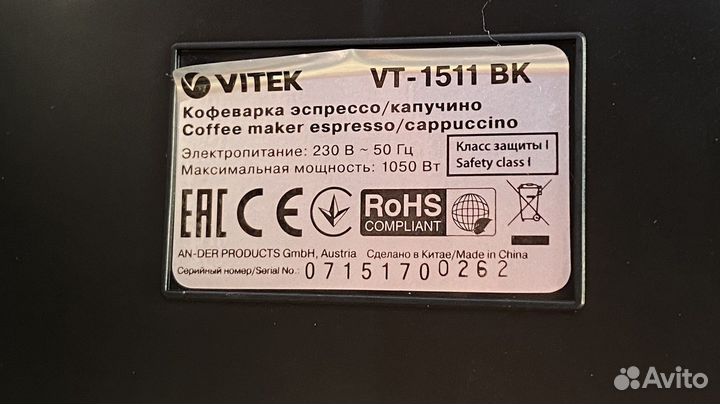 VITEK VT-1511 BK
Кофеварка эспрессо/капучино
Coffee maker espresso/cappuccino
Электропитание: 230 В ~ 50 Гц
Максимальная мощность: 1050 Вт
Класс защиты I
Safety class I
EAC CE RoHS
COMPLIANT
AN-DER PRODUCTS GmbH, Austria Сделано в Китае/Made in China
Серийный номер/Serial No.: 07151700262
Avito